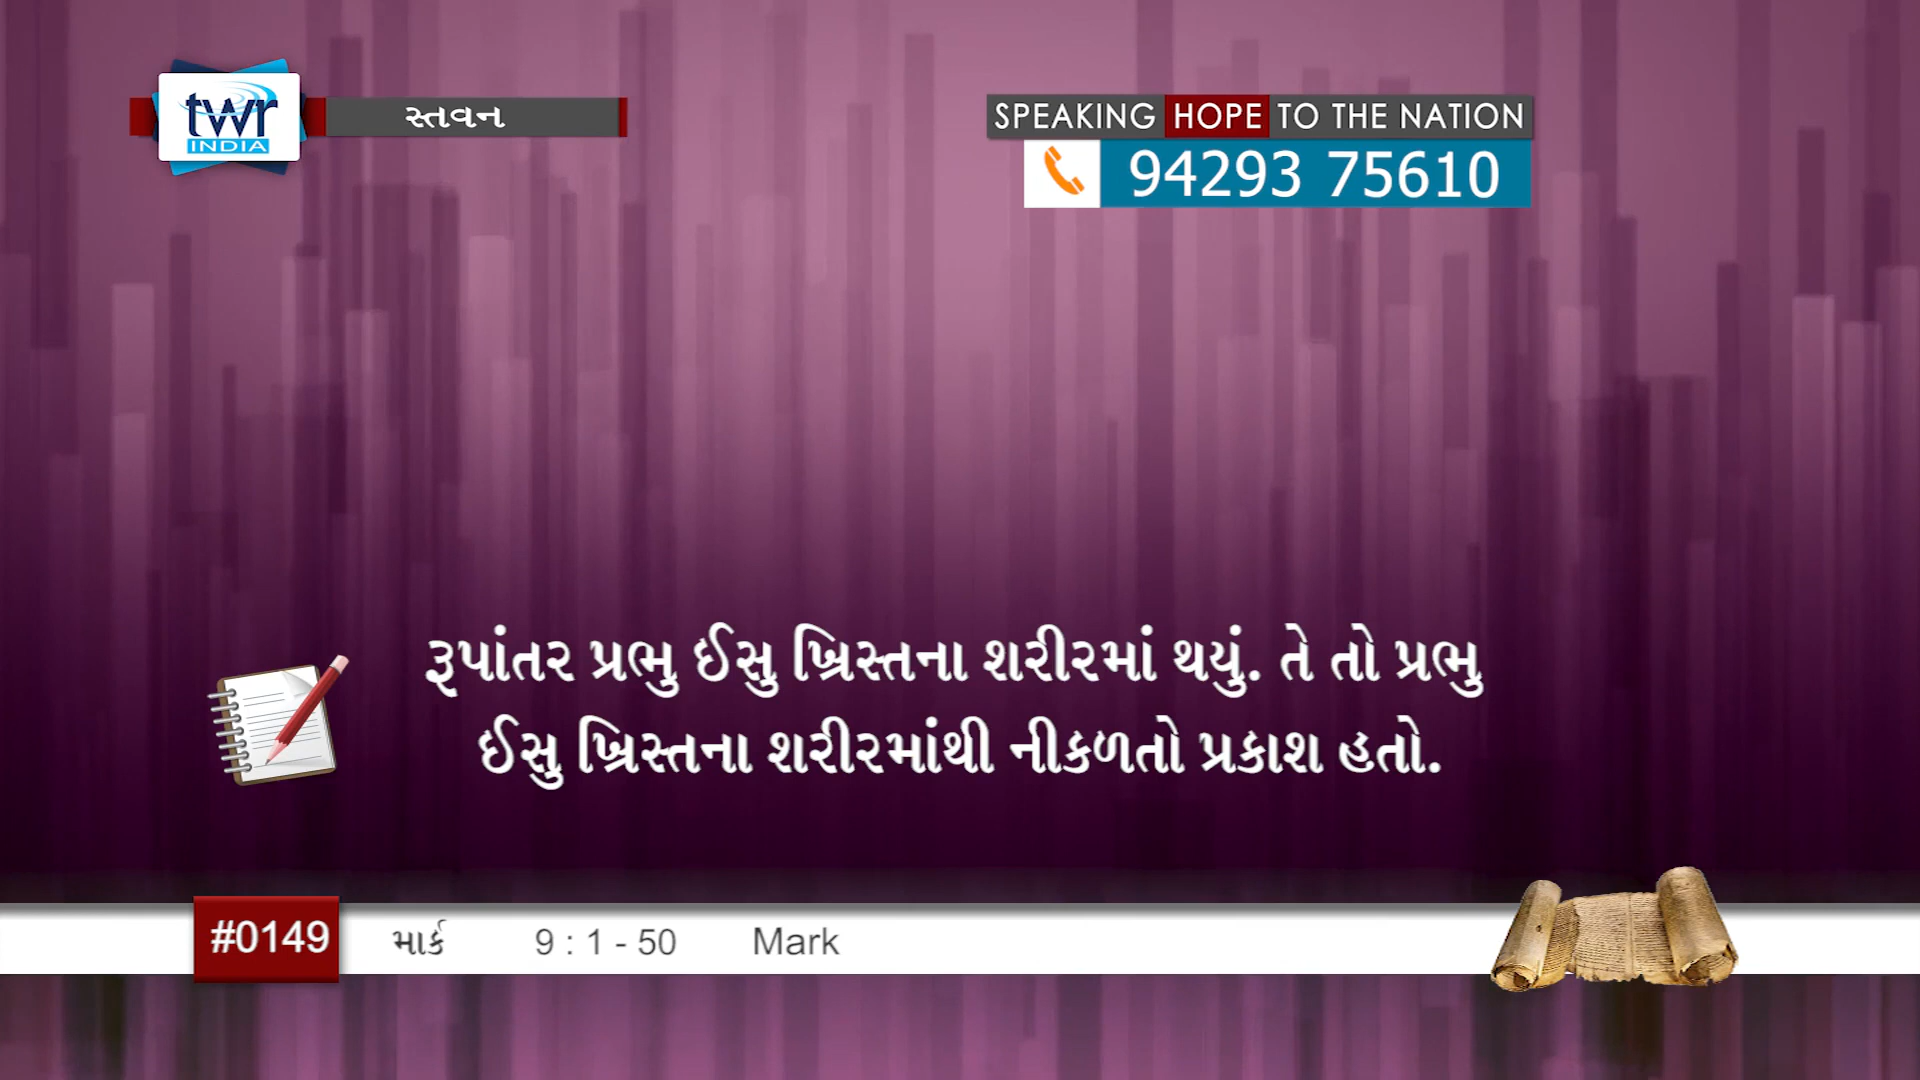 twr
INDIA
સ્તવન
SPEAKING HOPE TO THE NATION
94293 75610
રૂપાંતર પ્રભુ ઈસુ ખ્રિસ્તના શરીરમાં થયું. તે તો પ્રભુ
ઈસુ ખ્રિસ્તના શરીરમાંથી નીકળતો પ્રકાશ હતો.
#0149 માર્ક 9 : 1 - 50 Mark